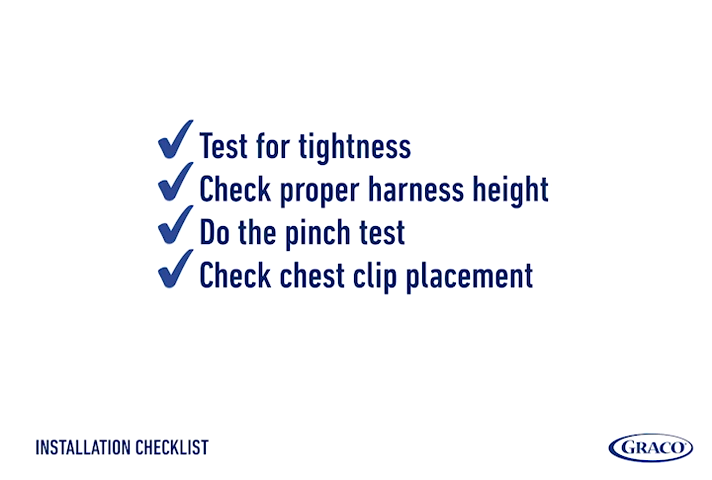 Test for tightness
Check proper harness height
Do the pinch test
Check chest clip placement
INSTALLATION CHECKLIST
GRACO